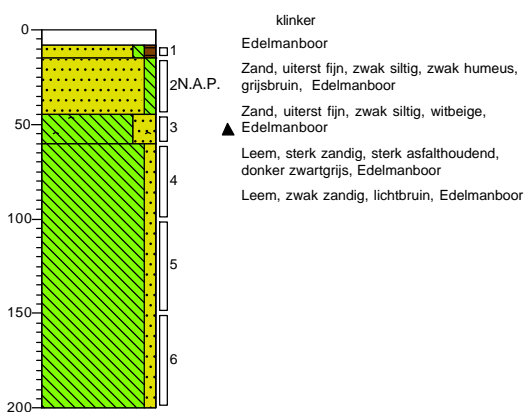 klinker
0
1
Edelmanboor
Zand, uiterst fijn, zwak siltig, zwak humeus,
2N.A.P.
grijsbruin, Edelmanboor
Zand, uiterst fijn, zwak siltig, witbeige,
50
3
Edelmanboor
Leem, sterk zandig, sterk asfalthoudend,
donker zwartgrijs, Edelmanboor
4
Leem, zwak zandig, lichtbruin, Edelmanboor
100
5
150
6
200